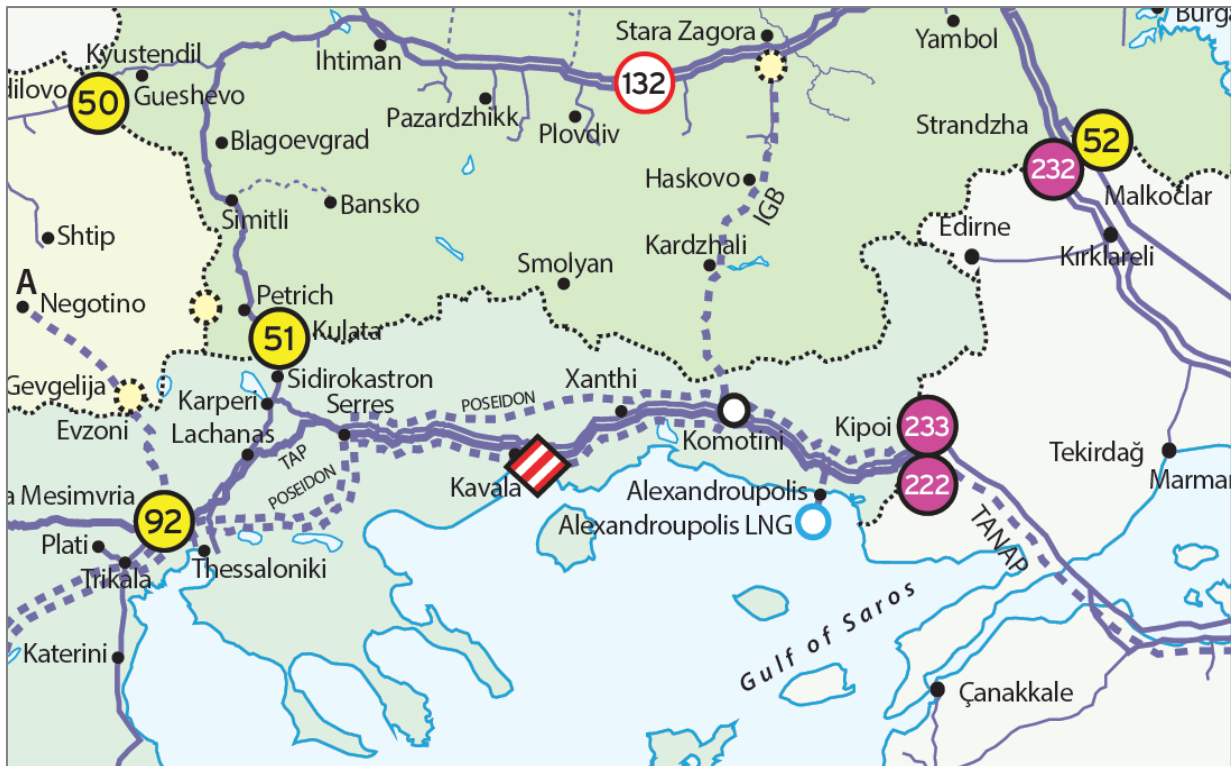 Stara Zagora
Burga
Kyustendil
Ihtiman
Yambol
dilovo
50
Gueshevo
132
Pazardzhikk
Plovdiv
Strandzha
52
Blagoevgrad
232
Haskovo
IGB
Malkoçlar
Simitli
Bansko
Shtip
Edirne
Kardzhali
Kırklareli
A
Smolyan
Negotino
Petrich
51
Kulata
Gevgelija
Sidirokastron
Xanthi
POSEIDON
Karperi
Serres
Evzoni
Lachanas
Komotini
Kipoi
233
TAP
Tekirdağ
POSEIDON
Kavala
222
Marmar
a Mesimvria
Alexandroupolis
92
Alexandroupolis LNG
TANAP
Plati
Trikala
Thessaloniki
Gulf of Saros
Katerini
Çanakkale